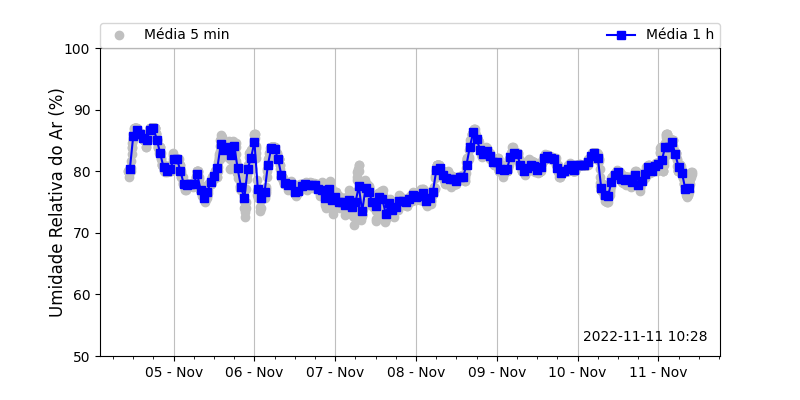 Média 5 min
Média 1 h
Umidade Relativa do Ar (%)
100
90
80
70
60
50
2022-11-11 10:28
05 - Nov
06 - Nov
07 - Nov
08 - Nov
09 - Nov
10 - Nov
11 - Nov